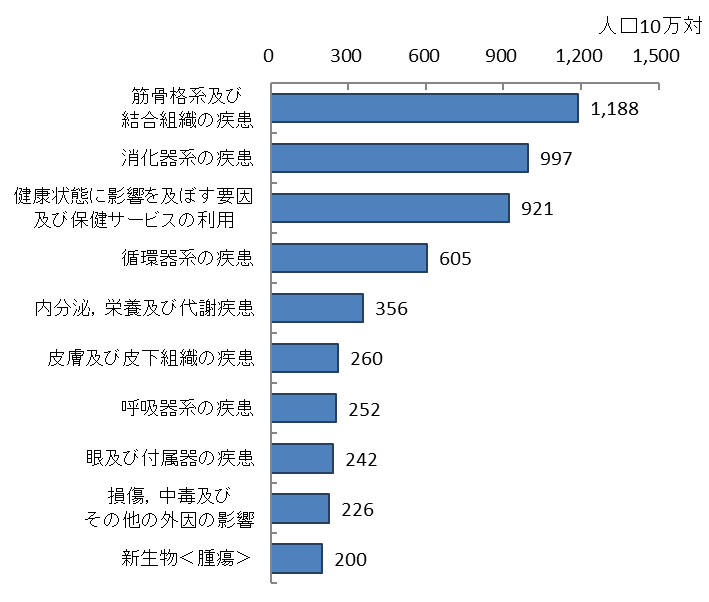 人口10万対
0 300 600 900 1,200 1,500
筋骨格系及び
結合組織の疾患
1,188
消化器系の疾患 997
健康状態に影響を及ぼす要因
及び保健サービスの利用
921
循環器系の疾患 605
内分泌，栄養及び代謝疾患 356
皮膚及び皮下組織の疾患 260
呼吸器系の疾患 252
眼及び付属器の疾患 242
損傷，中毒及び
その他の外因の影響
226
新生物＜腫瘍＞ 200